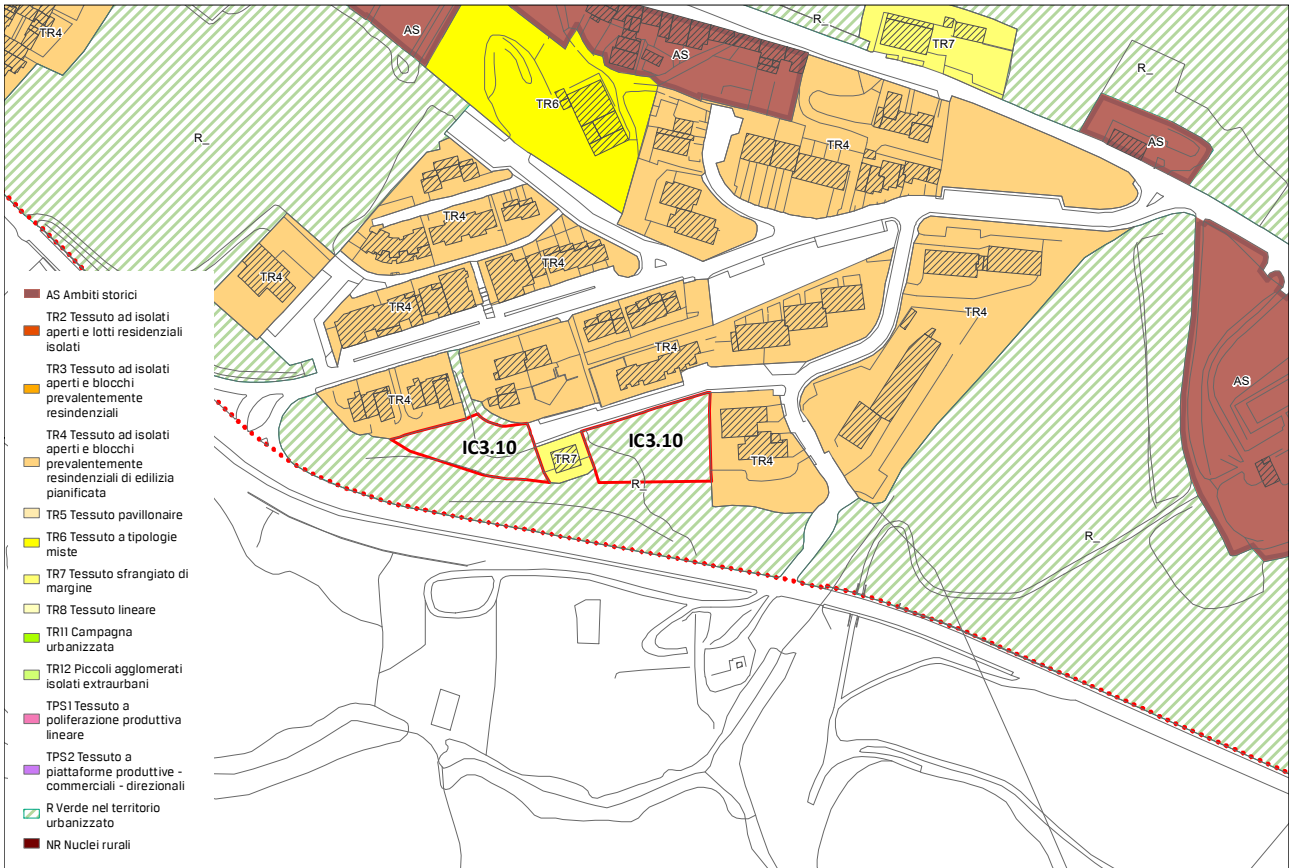 R_
AS
TR4
TR7
AS
R_
TR6
R_
TR4
AS
TR4
TR4
TR4
TR4
TR4
TR4
TR4
AS
TR4
IC3.10
IC3.10
TR7
TR4
R_
R_
AS Ambiti storici
TR2 Tessuto ad isolati
aperti e lotti residenziali
isolati
TR3 Tessuto ad isolati
aperti e blocchi
prevalentemente
resindenziali
TR4 Tessuto ad isolati
aperti e blocchi
prevalentemente
resindenziali di edilizia
pianificata
TR5 Tessuto pavillonaire
TR6 Tessuto a tipologie
miste
TR7 Tessuto sfrangiato di
margine
TR8 Tessuto lineare
TR11 Campagna
urbanizzata
TR12 Piccoli agglomerati
isolati extraurbani
TPS1 Tessuto a
poliferazione produttiva
lineare
TPS2 Tessuto a
piattaforme produttive -
commerciali - direzionali
R Verde nel territorio
urbanizzato
NR Nuclei rurali